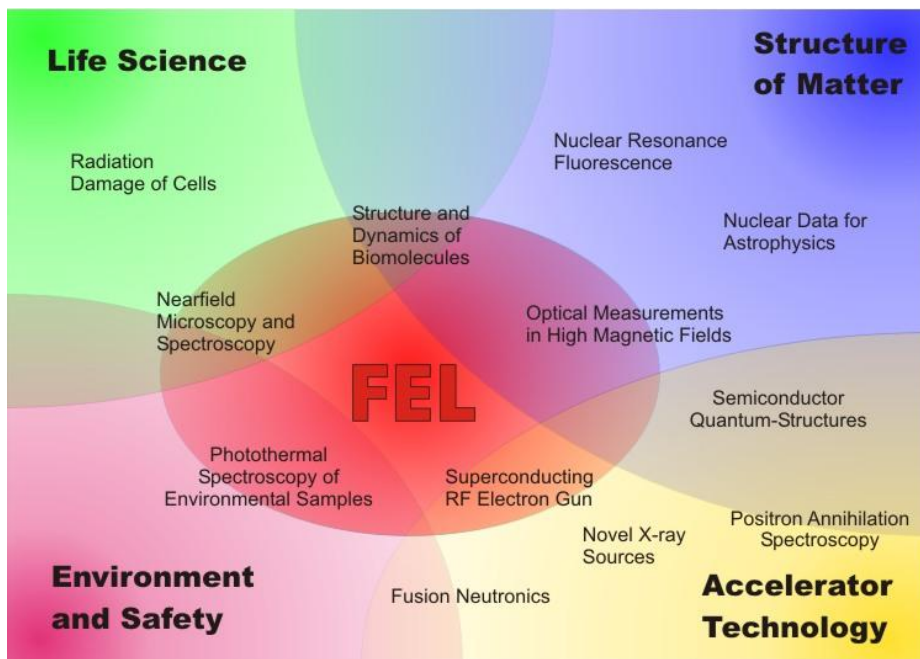 Life Science
Structure
of Matter
Radiation
Damage of Cells
Nuclear Resonance
Fluorescence
Structure and
Dynamics of
Biomolecules
Nuclear Data for
Astrophysics
Nearfield
Microscopy and
Spectroscopy
Optical Measurements
in High Magnetic Fields
FEL
Semiconductor
Quantum-Structures
Photothermal
Spectroscopy of
Environmental Samples
Superconducting
RF Electron Gun
Novel X-ray
Sources
Positron Annihilation
Spectroscopy
Environment
and Safety
Fusion Neutronics
Accelerator
Technology